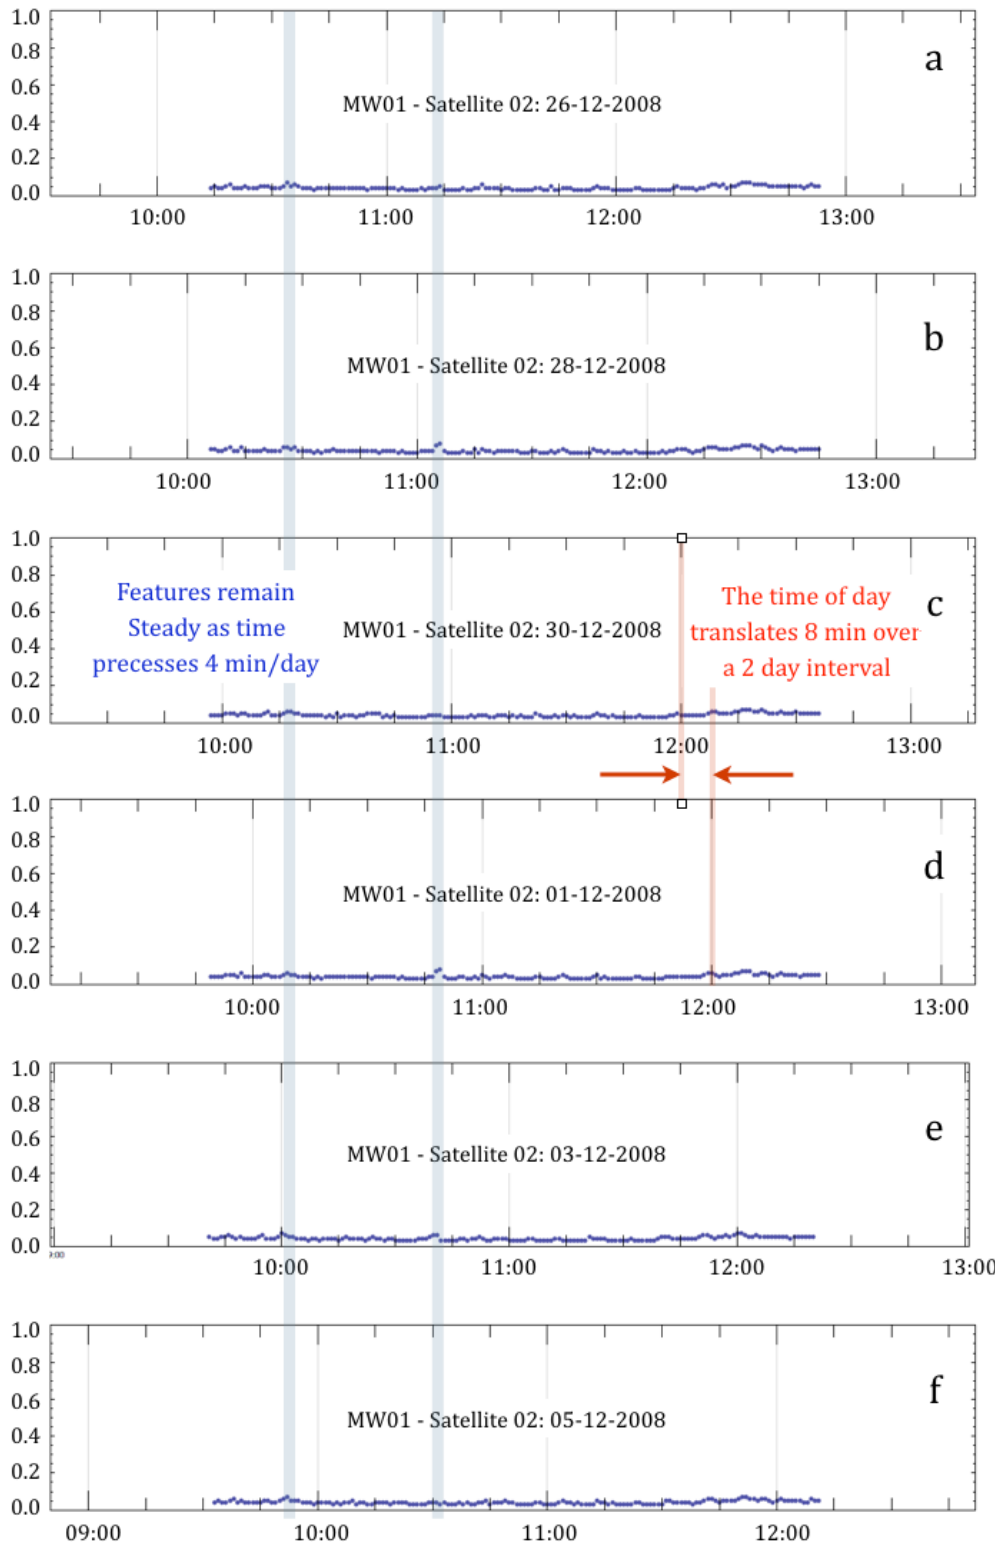 1.0
0.8
0.6
0.4
0.2
0.0
a
MW01 - Satellite 02: 26-12-2008
10:00 11:00 12:00 13:00
1.0
0.8
0.6
0.4
0.2
0.0
b
MW01 - Satellite 02: 28-12-2008
10:00 11:00 12:00 13:00
1.0
0.8
0.6
0.4
0.2
0.0
Features remain
Steady as time
precesses 4 min/day
MW01 - Satellite 02: 30-12-2008
The time of day
translates 8 min over
a 2 day interval
c
10:00 11:00 12:00 13:00
1.0
0.8
0.6
0.4
0.2
0.0
d
MW01 - Satellite 02: 01-12-2008
10:00 11:00 12:00 13:00
1.0
0.8
0.6
0.4
0.2
0.0
e
MW01 - Satellite 02: 03-12-2008
9:00
10:00 11:00 12:00 13:00
1.0
0.8
0.6
0.4
0.2
0.0
f
MW01 - Satellite 02: 05-12-2008
09:00 10:00 11:00 12:00